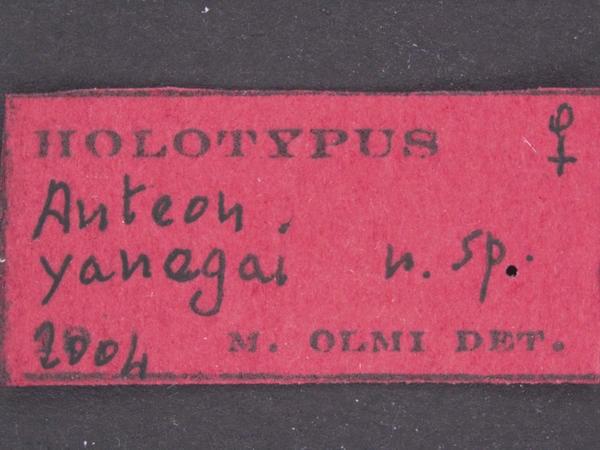 HOLOTYPUS ♀
Anteon
yanegai n. sp.
2004 M. OLMI DET.